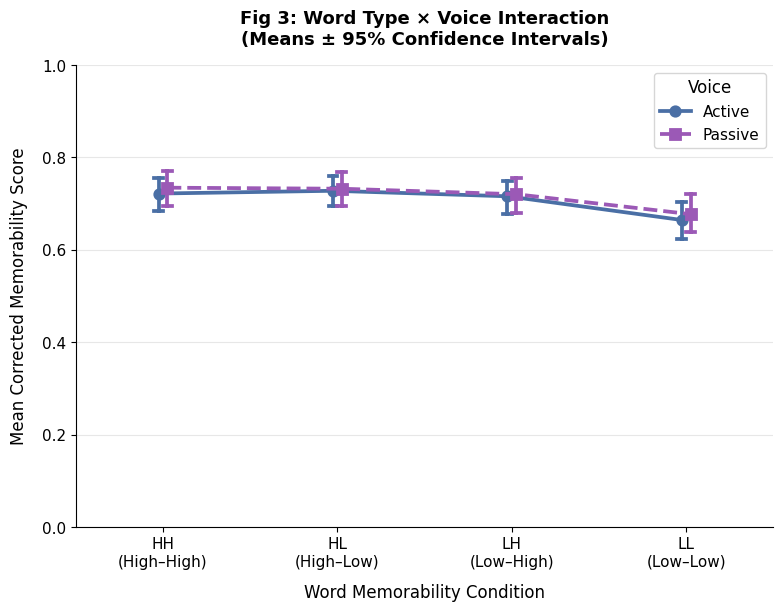 Fig 3: Word Type × Voice Interaction
(Means ± 95% Confidence Intervals)
Mean Corrected Memorability Score
1.0
0.8
0.6
0.4
0.2
0.0
Voice
Active
Passive
HH
(High–High)
HL
(High–Low)
LH
(Low–High)
LL
(Low–Low)
Word Memorability Condition